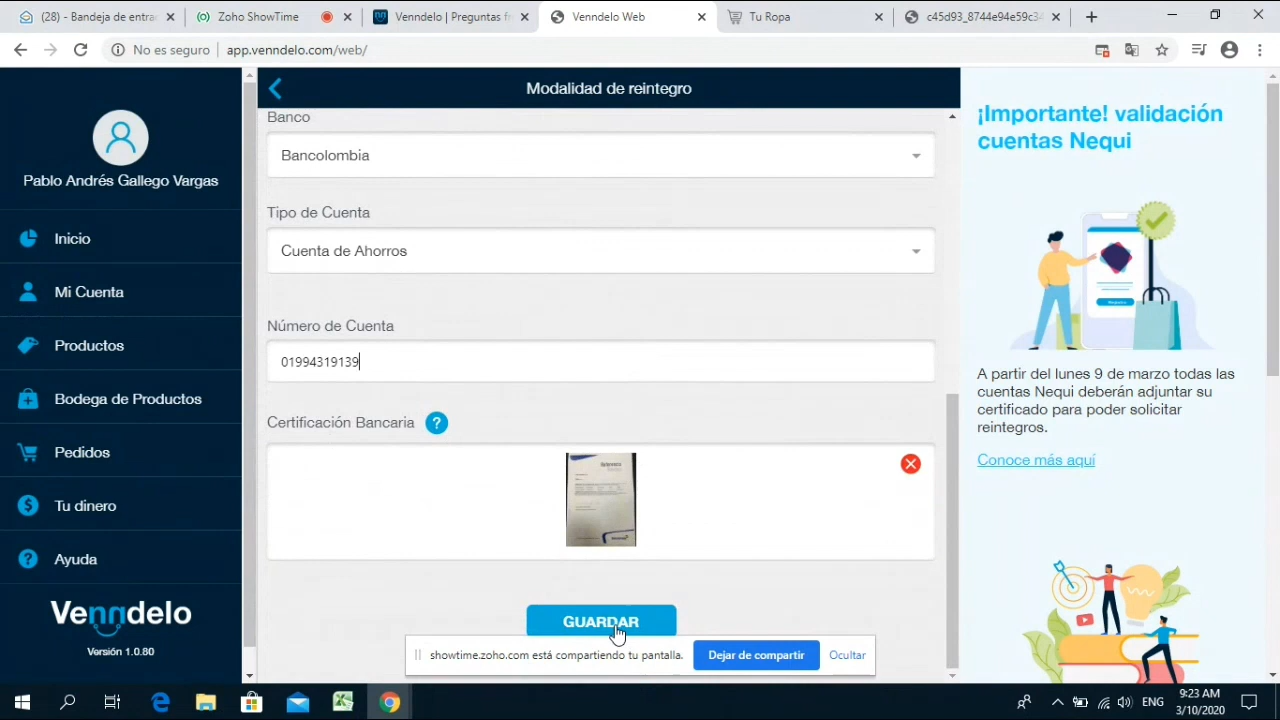 (28) - Bandeja de entrar
Zoho ShowTime
Venndelo | Preguntas fr
Venndelo Web
Tu Ropa
c45d93_8744e94e59c34
No es seguro
app.venndelo.com/web/
Pablo Andrés Gallego Vargas
Inicio
Mi Cuenta
Productos
Bodega de Productos
Pedidos
Tu dinero
Ayuda
Venndelo
Versión 1.0.80
Modalidad de reintegro
Banco
Bancolombia
Tipo de Cuenta
Cuenta de Ahorros
Número de Cuenta
01994319139
Certificación Bancaria ?
GUARDAR
showtime.zoho.com está compartiendo tu pantalla.
Dejar de compartir
Ocultar
¡Importante! validación
cuentas Nequi
A partir del lunes 9 de marzo todas las
cuentas Nequi deberán adjuntar su
certificado para poder solicitar
reintegros.
Conoce más aquí
ENG
9:23 AM
3/10/2020